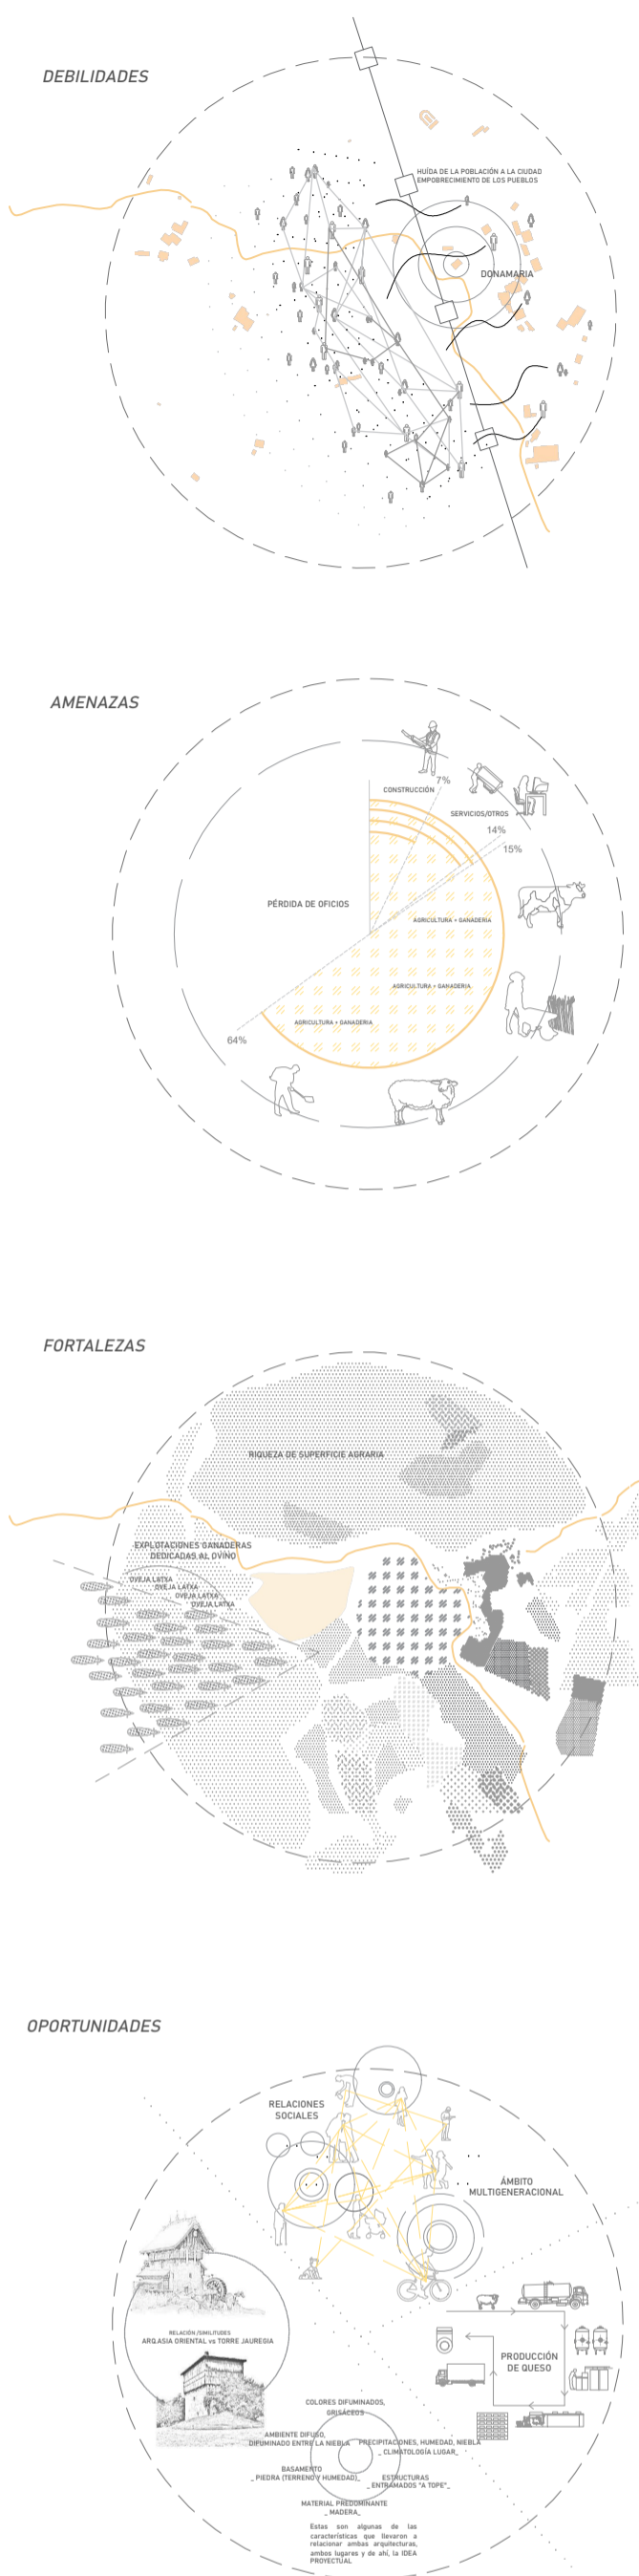 DEBILIDADES
HUÍDA DE LA POBLACIÓN A LA CIUDAD
EMPOBRECIMIENTO DE LOS PUEBLOS
DONAMARIA
AMENAZAS
7%
CONSTRUCCIÓN
SERVICIOS/OTROS
14%
15%
PÉRDIDA DE OFICIOS
AGRICULTURA + GANADERIA
AGRICULTURA + GANADERIA
AGRICULTURA + GANADERIA
64%
FORTALEZAS
RIQUEZA DE SUPERFICIE AGRARIA
EXPLOTACIONES GANADERAS
DEDICADAS AL OVINO
OVEJA LATXA
OVEJA LATXA
OVEJA LATXA
OVEJA LATXA
OPORTUNIDADES
RELACIONES
SOCIALES
ÁMBITO
MULTIGENERACIONAL
RELACIÓN /SIMILITUDES
ARQ.ASIA ORIENTAL vs TORRE JAUREGIA
PRODUCCIÓN
DE QUESO
COLORES DIFUMINADOS,
GRISÁCEOS
AMBIENTE DIFUSO,
DIFUMINADO ENTRE LA NIEBLA
PRECIPITACIONES, HUMEDAD, NIEBLA
_ CLIMATOLOGÍA LUGAR_
BASAMENTO
_ PIEDRA (TERRENO Y HUMEDAD)_
ESTRUCTURAS
_ ENTRAMADOS "A TOPE"_
MATERIAL PREDOMINANTE
_ MADERA_
Estas son algunas de las
características que llevaron a
relacionar ambas arquitecturas,
ambos lugares y de ahí, la IDEA
PROYECTUAL